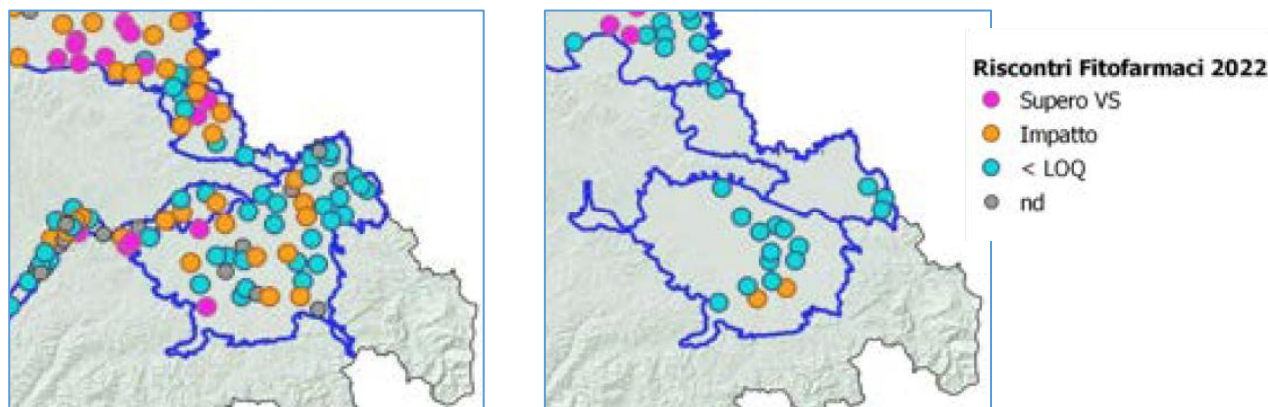 Riscontri Fitofarmaci 2022
Supero VS
Impatto
< LOQ
nd